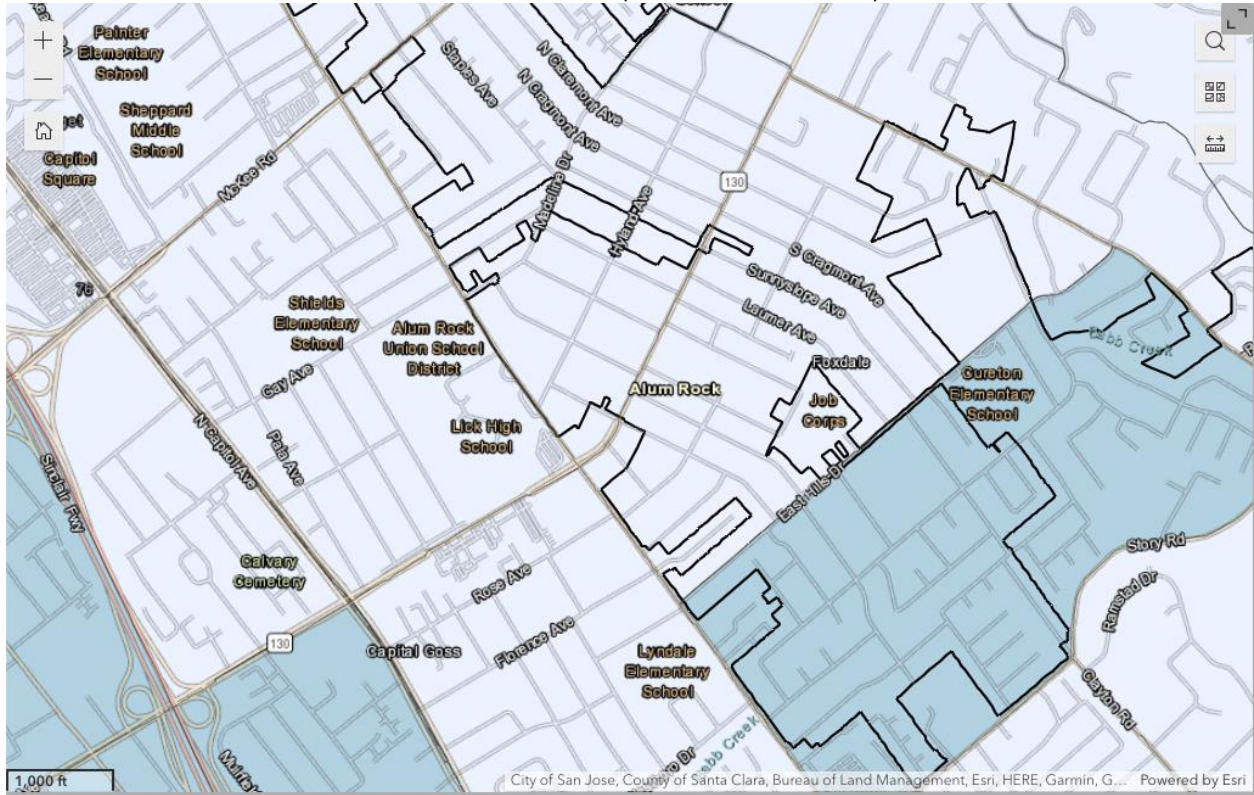 Painter
Elementary
School
Sheppard
Middle
School
Capitol
Square
McKee Rd
Stapes Ave
N Claremont Ave
N Cragmont Ave
Madeline Dr
Hyland Ave
130
S Cragmont Ave
Sunnyslope Ave
Laumer Ave
76
Shields
Elementary
School
Alum Rock
Union School
District
Gay Ave
Foxdale
Babb Creek
Alum Rock
Job
Corps
Cureton
Elementary
School
Lick High
School
N Capitol Ave
Pala Ave
Sinclair Fwy
East Hills Dr
Story Rd
Calvary
Cemetery
Rose Ave
Florence Ave
Ramstad Dr
130
Capital Goss
Lyndale
Elementary
School
Clayton Rd
1,000 ft
City of San Jose, County of Santa Clara, Bureau of Land Management, Esri, HERE, Garmin, G...
Powered by Esri